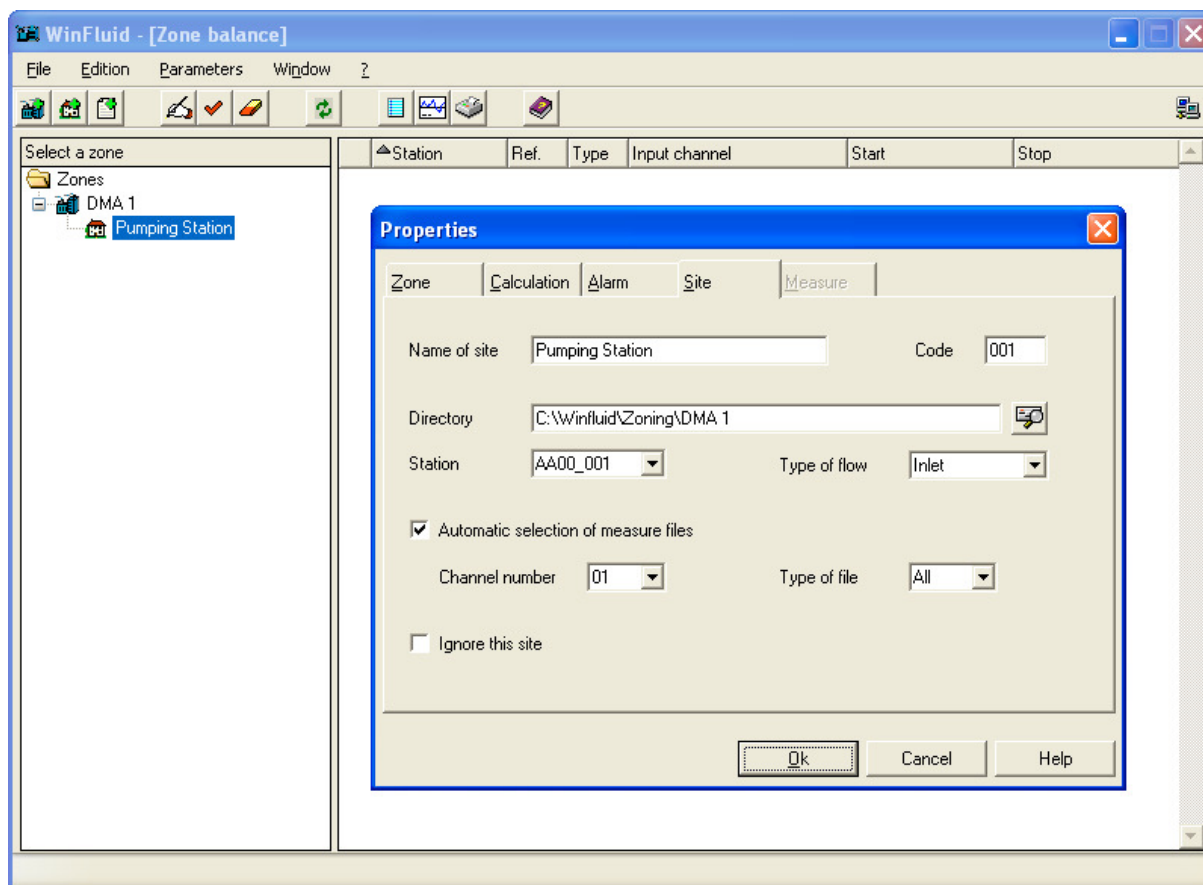 WinFluid - [Zone balance]
File Edition Parameters Window ?
Select a zone
Station Ref. Type Input channel Start Stop
Zones
DMA 1
Pumping Station
Properties
Zone Calculation Alarm Site Measure
Name of site Pumping Station Code 001
Directory C:\Winfluid\Zoning\DMA 1
Station AA00_001 Type of flow Inlet
Automatic selection of measure files
Channel number 01 Type of file All
Ignore this site
Ok Cancel Help